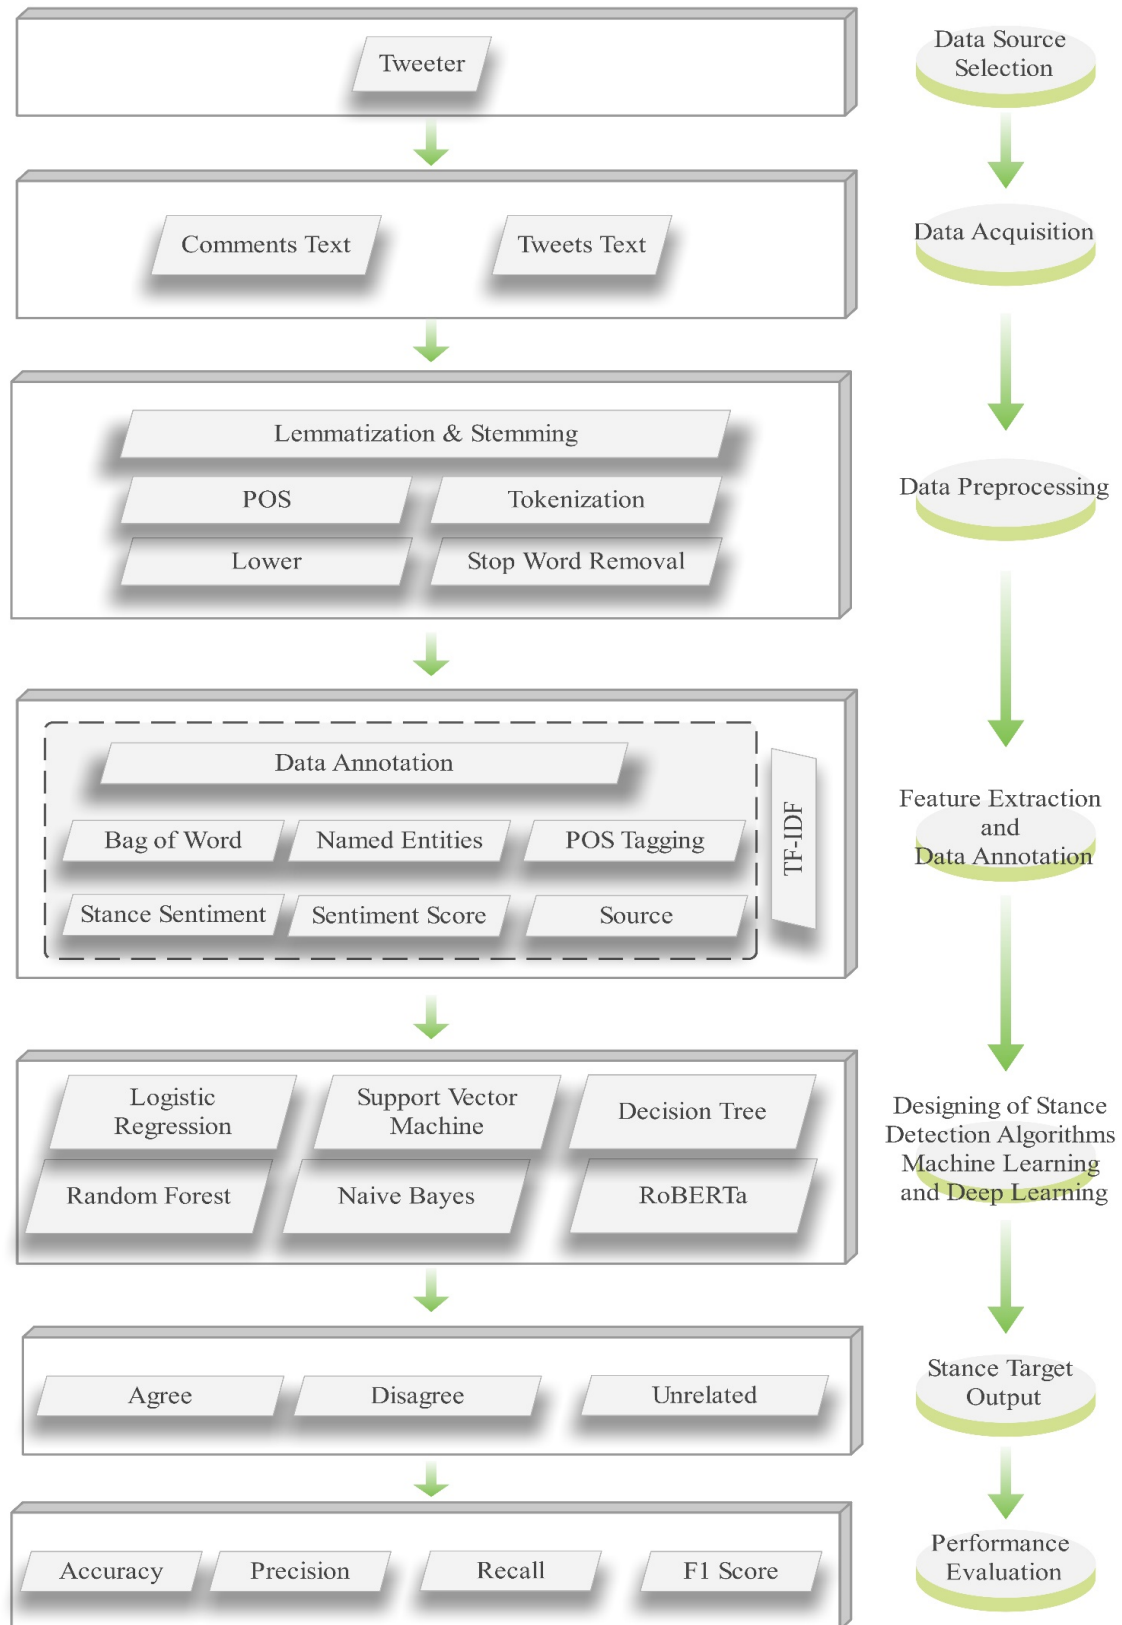 Tweeter
Data Source
Selection
Comments Text
Tweets Text
Data Acquisition
Lemmatization & Stemming
POS
Tokenization
Lower
Stop Word Removal
Data Preprocessing
Data Annotation
Bag of Word
Named Entities
POS Tagging
Stance Sentiment
Sentiment Score
Source
TF-IDF
Feature Extraction
and
Data Annotation
Logistic
Regression
Support Vector
Machine
Decision Tree
Random Forest
Naive Bayes
RoBERTa
Designing of Stance
Detection Algorithms
Machine Learning
and Deep Learning
Agree
Disagree
Unrelated
Stance Target
Output
Accuracy
Precision
Recall
F1 Score
Performance
Evaluation